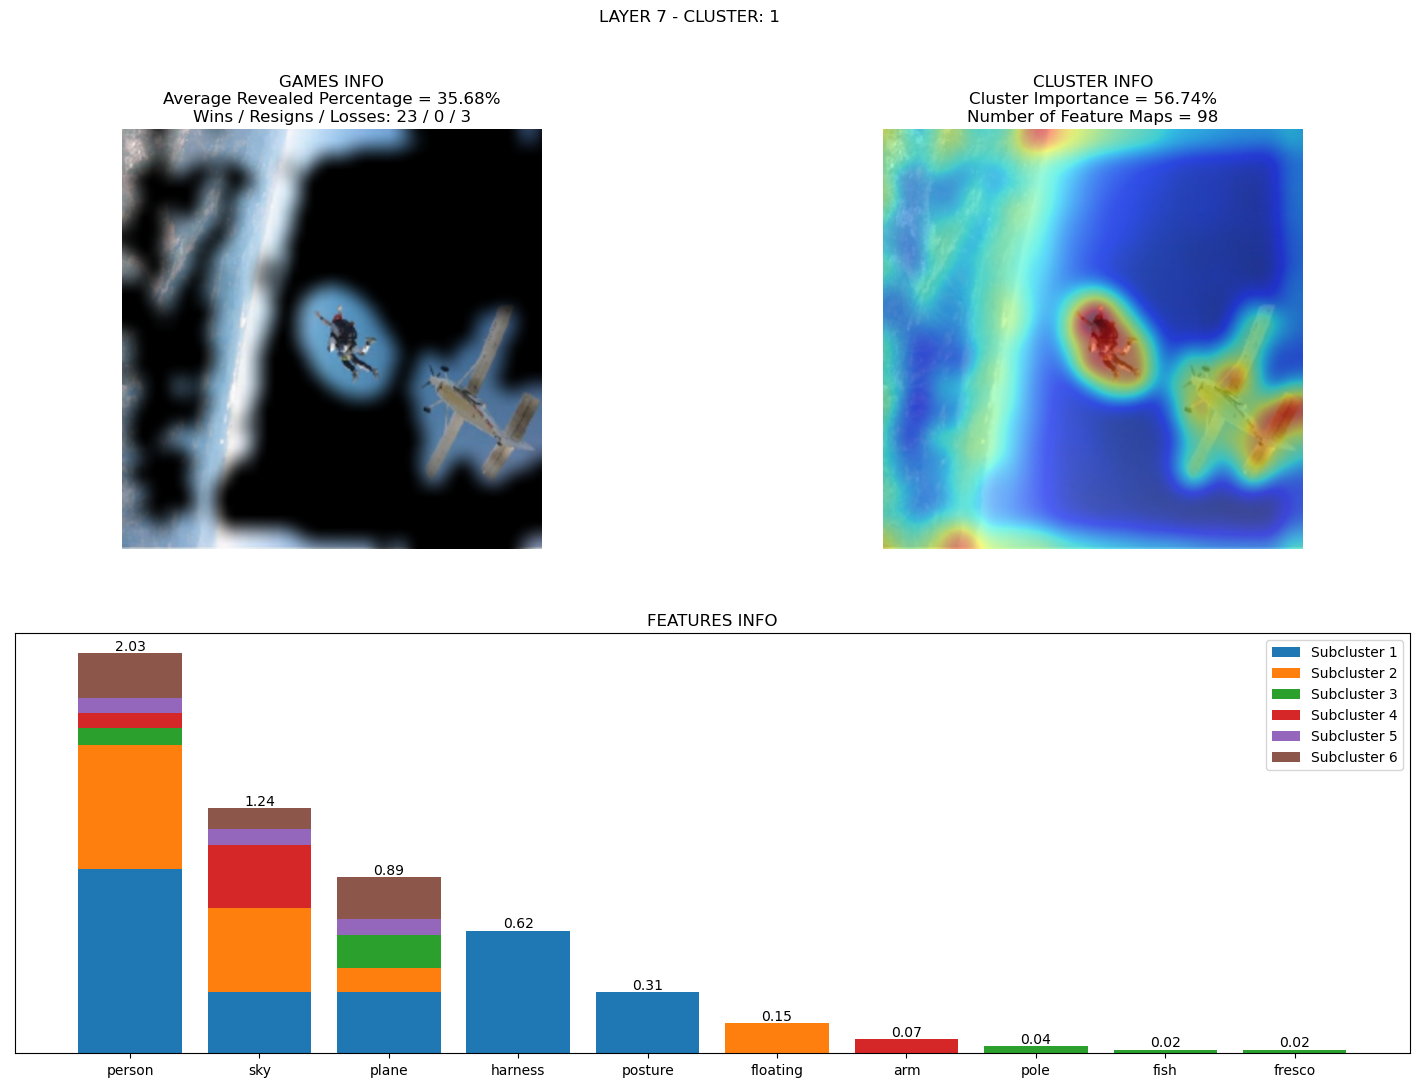 LAYER 7 - CLUSTER: 1
GAMES INFO
Average Revealed Percentage = 35.68%
Wins / Resigns / Losses: 23 / 0 / 3
CLUSTER INFO
Cluster Importance = 56.74%
Number of Feature Maps = 98
FEATURES INFO
2.03
1.24
0.89
0.62
0.31
0.15
0.07
0.04
0.02
0.02
Subcluster 1
Subcluster 2
Subcluster 3
Subcluster 4
Subcluster 5
Subcluster 6
person sky plane harness posture floating arm pole fish fresco